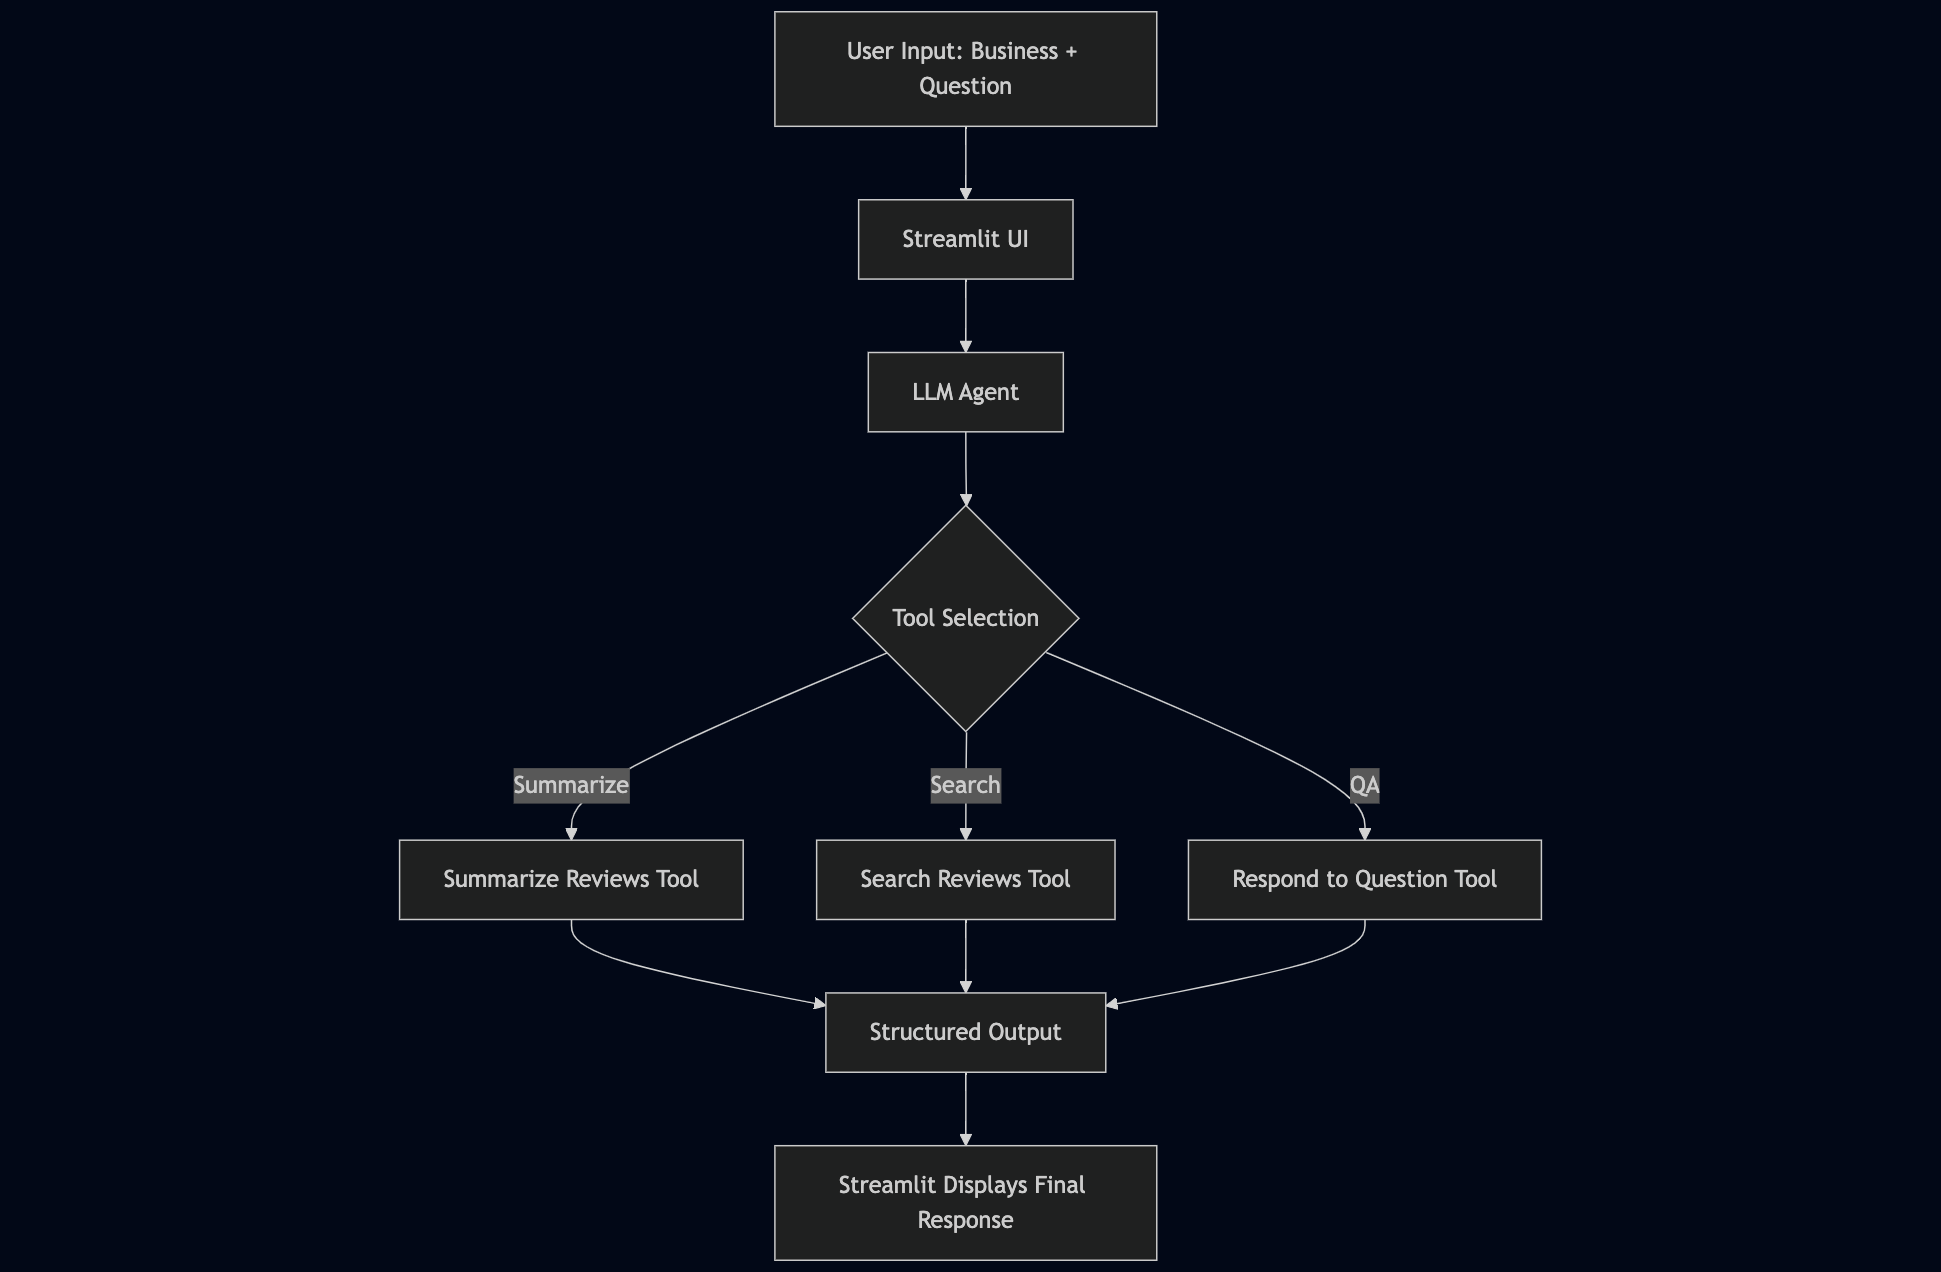 User Input: Business +
Question
Streamlit UI
LLM Agent
Tool Selection
Summarize
Search
QA
Summarize Reviews Tool
Search Reviews Tool
Respond to Question Tool
Structured Output
Streamlit Displays Final
Response